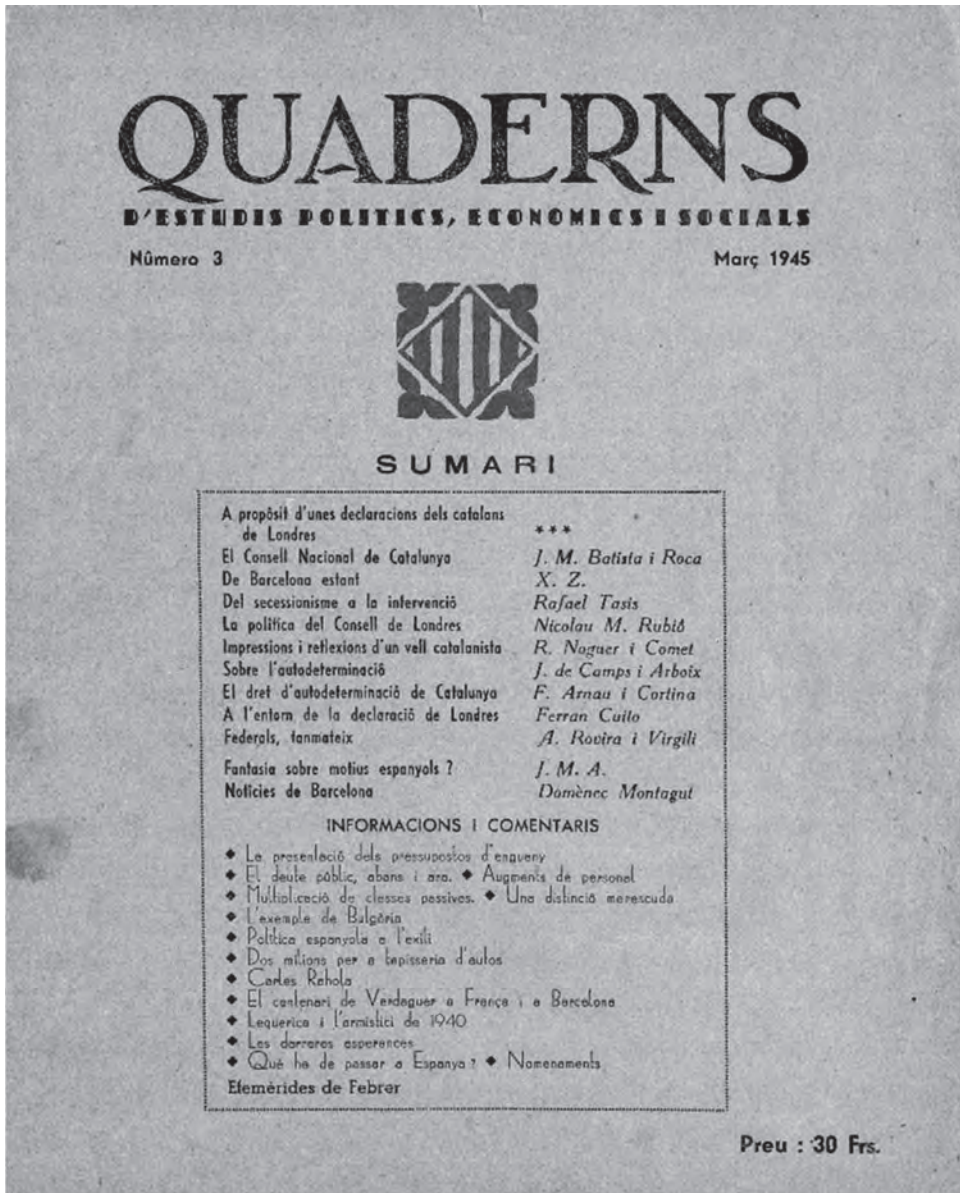 QUADERNS
D'ESTUDIS POLITICS, ECONOMICS I SOCIALS
Número 3 Març 1945
SUMARI
A propòsit d'unes declaracions dels catalans
de Londres ***
El Consell Nacional de Catalunya J. M. Batista i Roca
De Barcelona estant X. Z.
Del secessionisme a la intervenció Rafael Tasis
La política del Consell de Londres Nicolau M. Rubió
Impressions i reflexions d'un vell catalanista R. Noguer i Comet
Sobre l'autodeterminació J. de Camps i Arboix
El dret d'autodeterminació de Catalunya F. Arnau i Cortina
A l'entorn de la declaració de Londres Ferran Cuito
Federals, tanmateix A. Rovira i Virgili
Fantasia sobre motius espanyols ? J. M. A.
Notícies de Barcelona Domènec Montagut
INFORMACIONS I COMENTARIS
◆ La presentació dels pressupostos d'enguany
◆ El deute públic, abans i ara. ◆ Augments de personal
◆ Multiplicació de classes passives. ◆ Una distinció merescuda
◆ L'exemple de Bulgària
◆ Política espanyola a l'exili
◆ Dos milions per a tapisseria d'autos
◆ Carles Rahola
◆ El centenari de Verdaguer a França i a Barcelona
◆ Lequerica i l'armistici de 1940
◆ Les darreres esperances
◆ Què ha de passar a Espanya ? ◆ Nomenaments
Efemèrides de Febrer
Preu : 30 Frs.